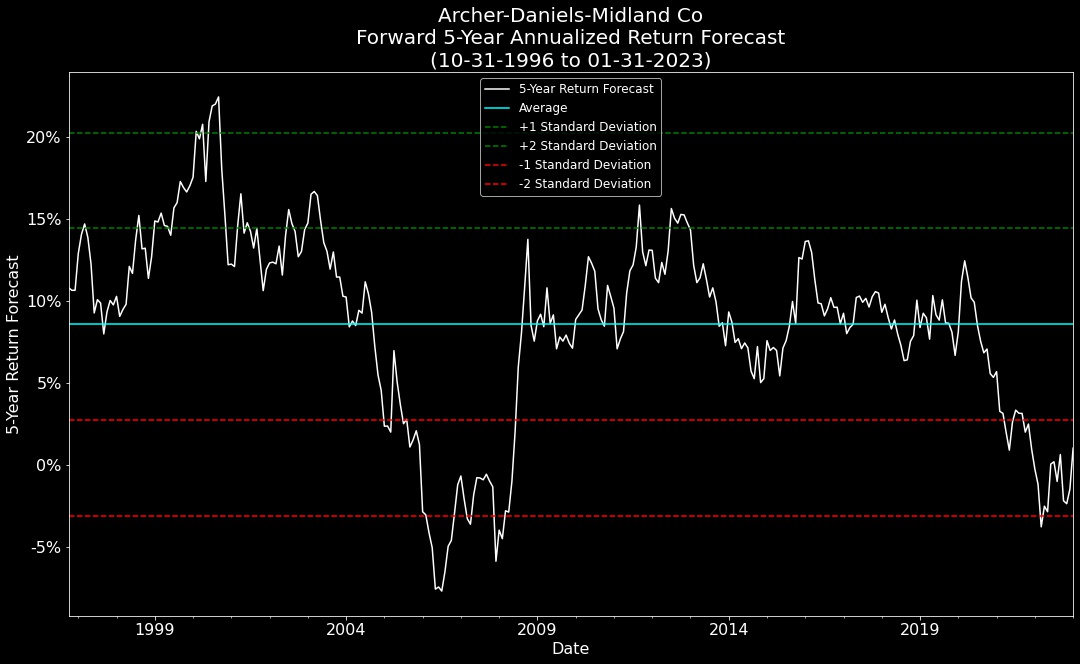 Archer-Daniels-Midland Co
Forward 5-Year Annualized Return Forecast
(10-31-1996 to 01-31-2023)
5-Year Return Forecast
Average
+1 Standard Deviation
+2 Standard Deviation
-1 Standard Deviation
-2 Standard Deviation
5-Year Return Forecast
20%
15%
10%
5%
0%
-5%
1999 2004 2009 2014 2019
Date